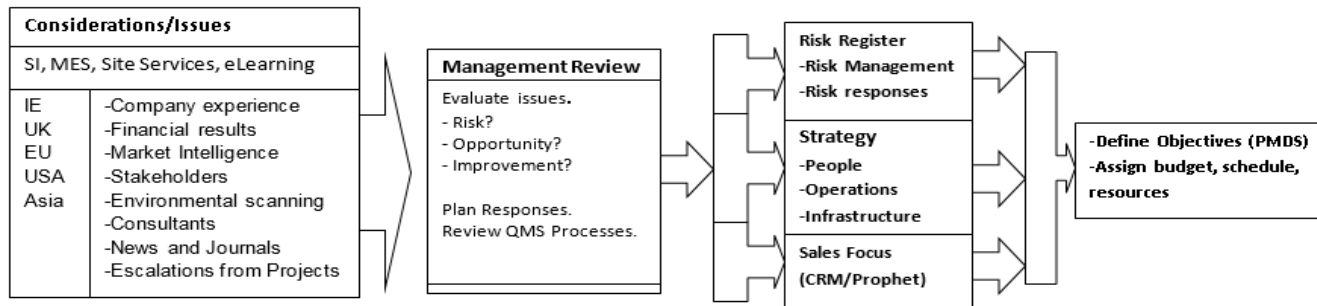 Considerations/Issues
SI, MES, Site Services, eLearning
IE
UK
EU
USA
Asia
-Company experience
-Financial results
-Market Intelligence
-Stakeholders
-Environmental scanning
-Consultants
-News and Journals
-Escalations from Projects
Management Review
Evaluate issues.
- Risk?
- Opportunity?
- Improvement?
Plan Responses.
Review QMS Processes.
Risk Register
-Risk Management
-Risk responses
Strategy
-People
-Operations
-Infrastructure
Sales Focus
(CRM/Prophet)
-Define Objectives (PMDS)
-Assign budget, schedule,
resources